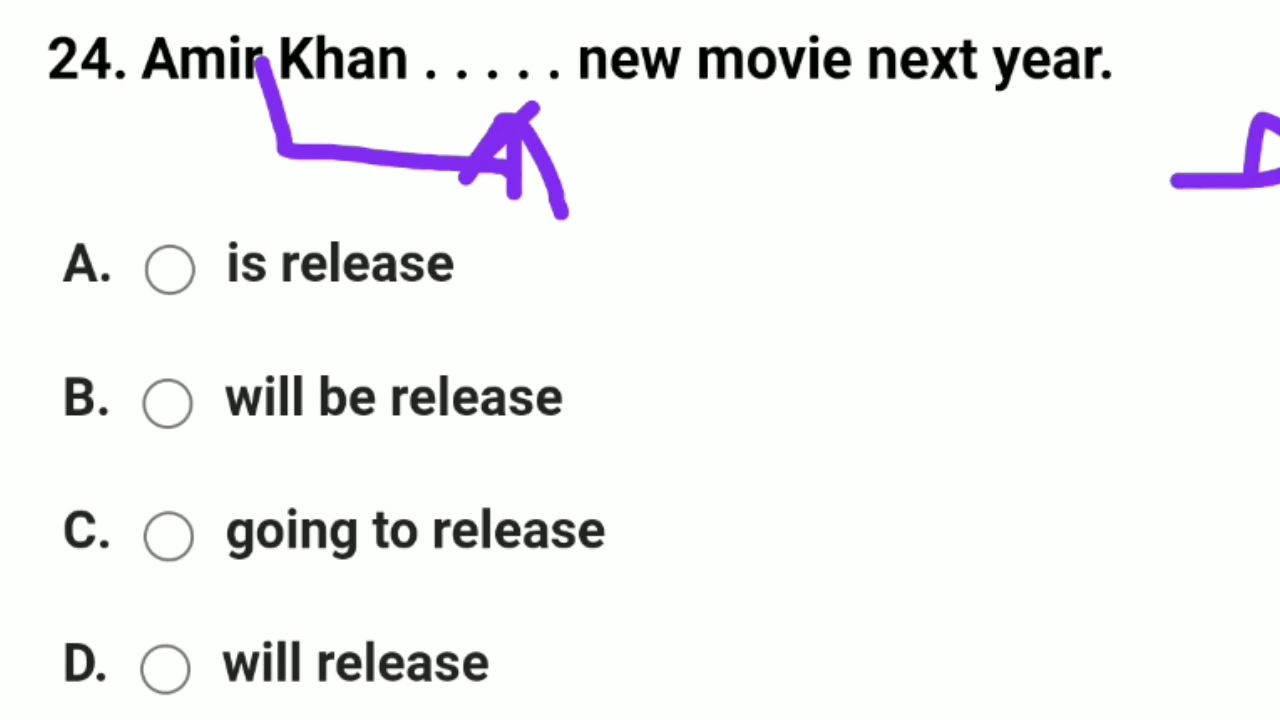 24. Amir Khan . . . . . new movie next year.
A. is release
B. will be release
C. going to release
D. will release